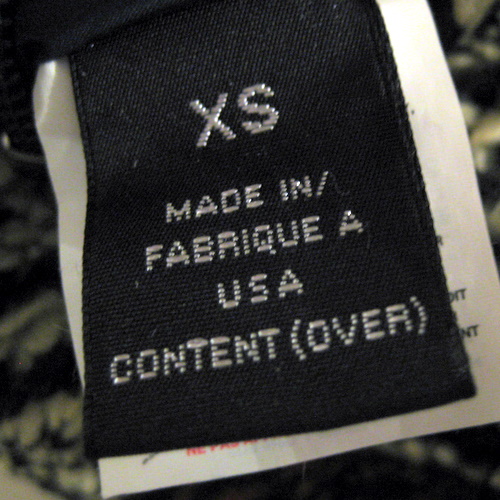 XS
MADE IN/
FABRIQUE A
USA
CONTENT (OVER)